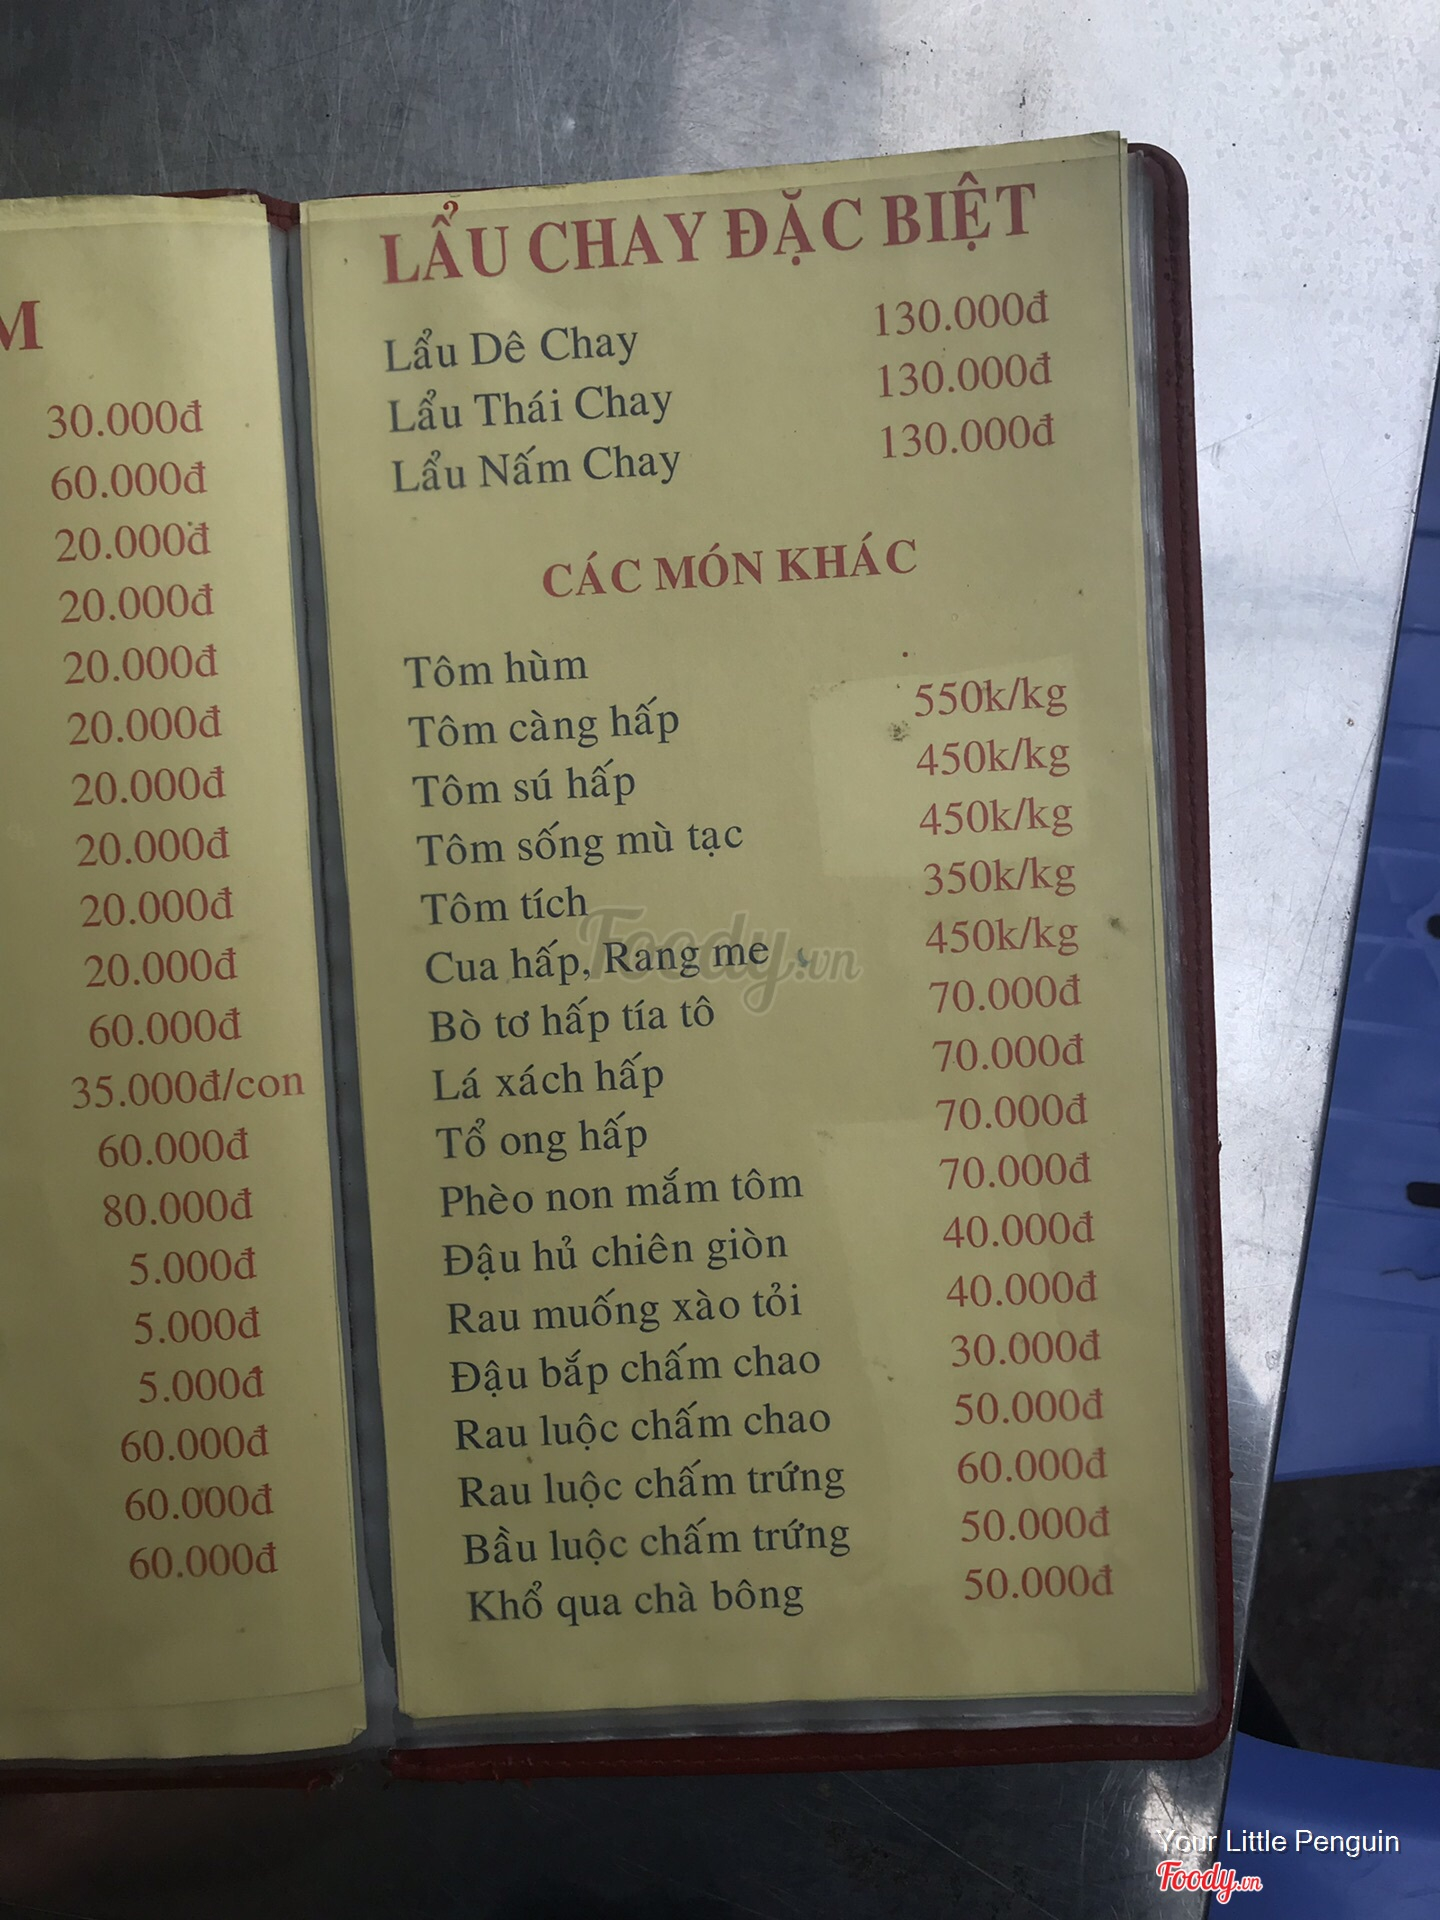 M
30.000đ
60.000đ
20.000đ
20.000đ
20.000đ
20.000đ
20.000đ
20.000đ
20.000đ
20.000đ
60.000đ
35.000đ/con
60.000đ
80.000đ
5.000đ
5.000đ
5.000đ
60.000đ
60.000đ
60.000đ
LẨU CHAY ĐẶC BIỆT
Lẩu Dê Chay 130.000đ
Lẩu Thái Chay 130.000đ
Lẩu Nấm Chay 130.000đ
CÁC MÓN KHÁC
Tôm hùm
Tôm càng hấp 550k/kg
Tôm sú hấp 450k/kg
Tôm sống mù tạc 450k/kg
Tôm tích 350k/kg
Cua hấp, Rang me 450k/kg
Bò tơ hấp tía tô 70.000đ
Lá xách hấp 70.000đ
Tổ ong hấp 70.000đ
Phèo non mắm tôm 70.000đ
Đậu hủ chiên giòn 40.000đ
Rau muống xào tỏi 40.000đ
Đậu bắp chấm chao 30.000đ
Rau luộc chấm chao 50.000đ
Rau luộc chấm trứng 60.000đ
Bầu luộc chấm trứng 50.000đ
Khổ qua chà bông 50.000đ
Foody.vn
Your Little Penguin
Foody.vn